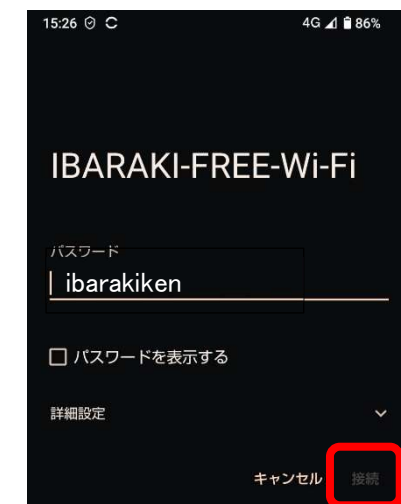 15:26 4G 86%
IBARAKI-FREE-Wi-Fi
パスワード
ibarakiken
パスワードを表示する
詳細設定
キャンセル 接続